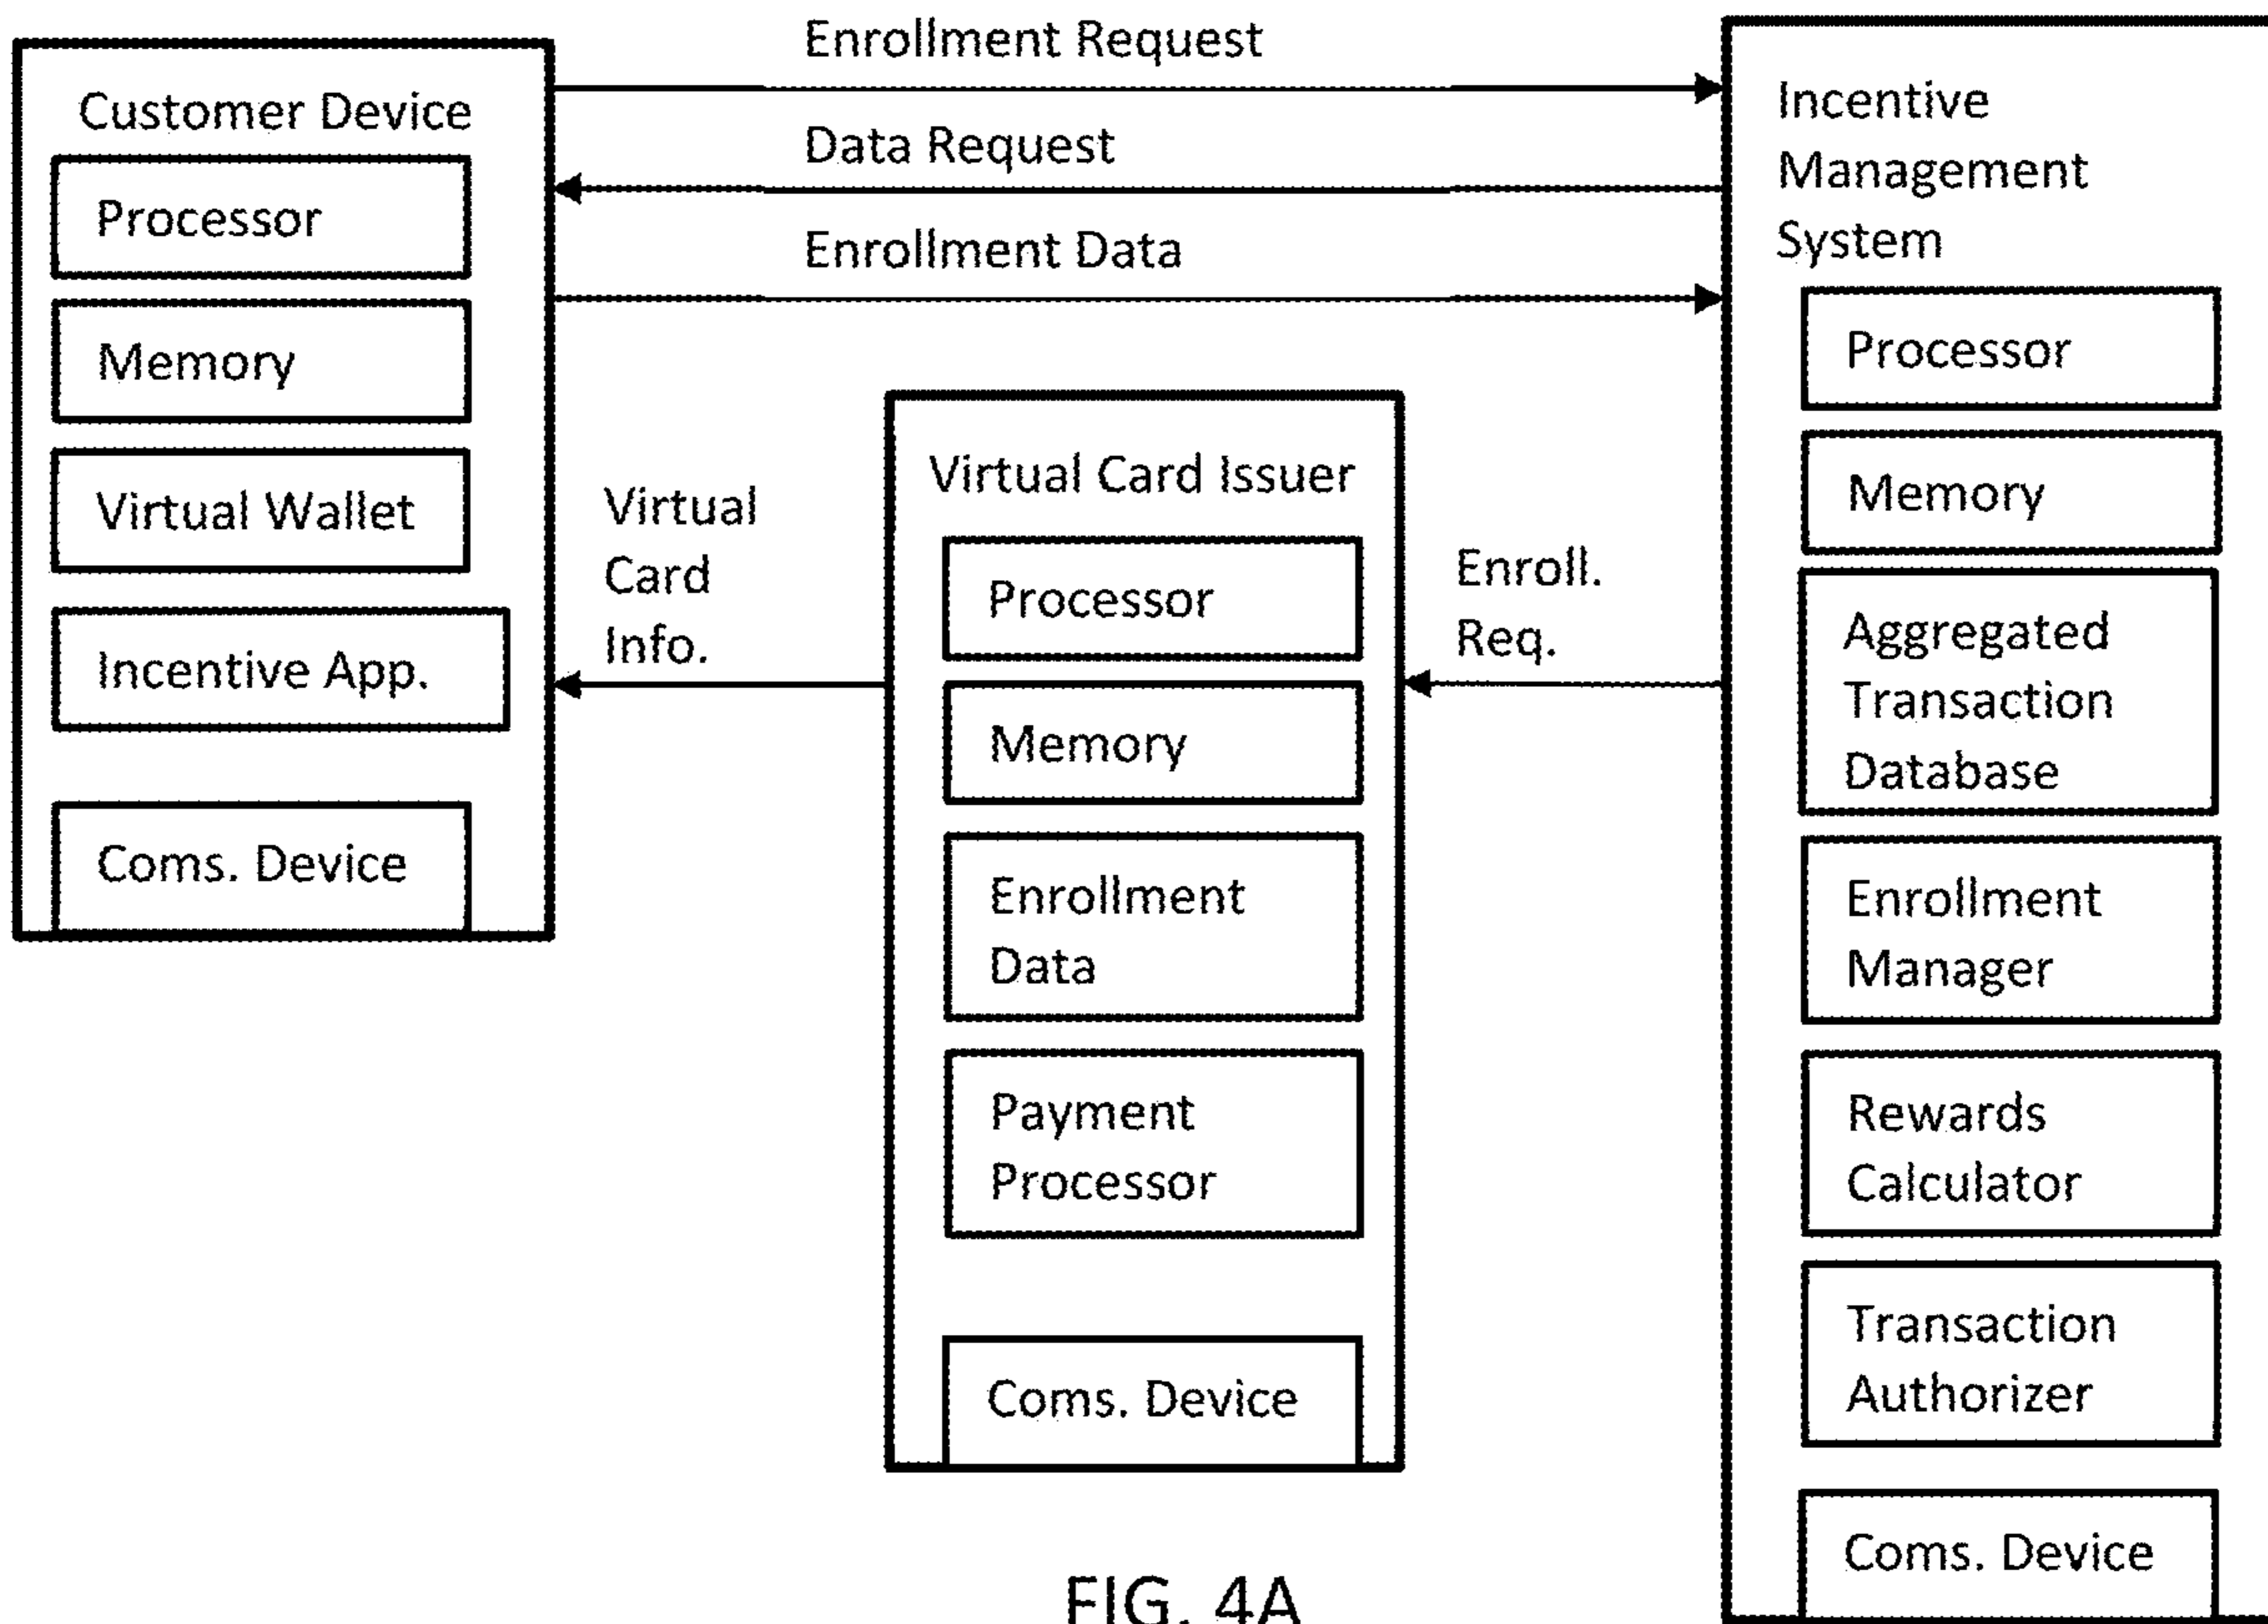 Enrollment Request
Data Request
Enrollment Data
Customer Device
Processor
Memory
Virtual Wallet
Incentive App.
Coms. Device
Virtual
Card
Info.
Virtual Card Issuer
Processor
Memory
Enrollment
Data
Payment
Processor
Coms. Device
Enroll.
Req.
Incentive
Management
System
Processor
Memory
Aggregated
Transaction
Database
Enrollment
Manager
Rewards
Calculator
Transaction
Authorizer
Coms. Device
FIG. 4A